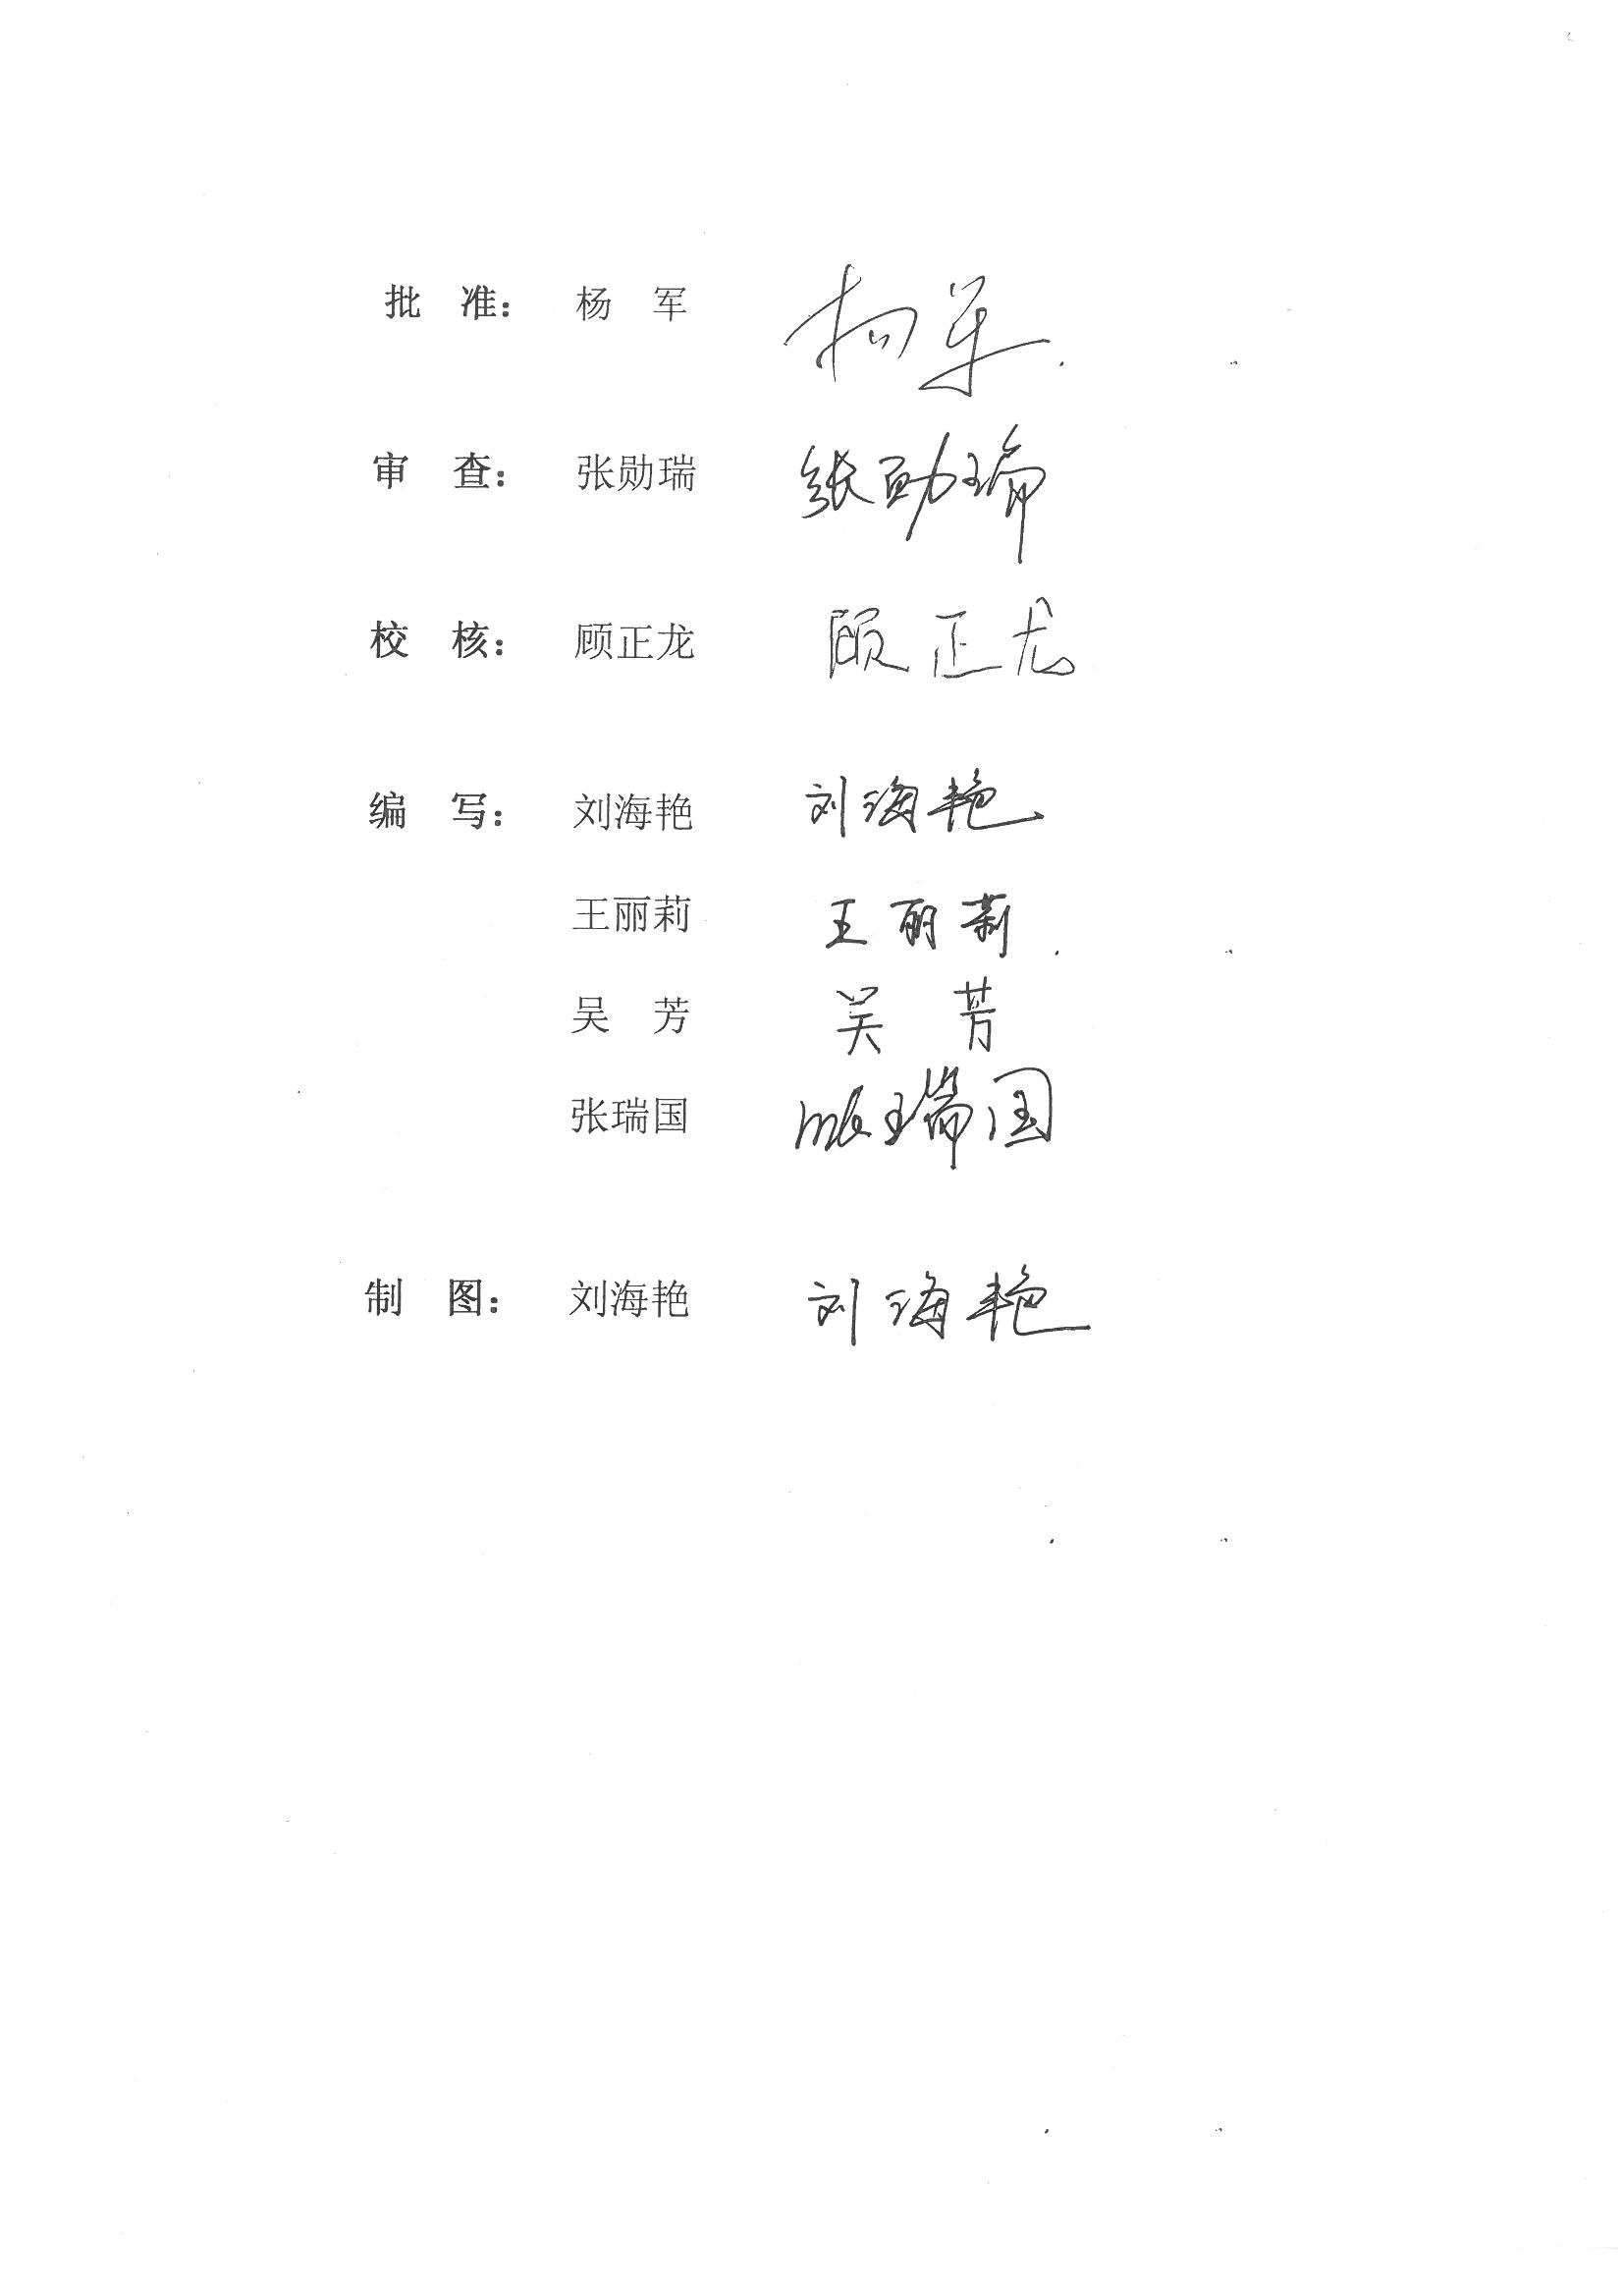 批 准： 杨 军 杨军
审 查： 张勋瑞 张勋瑞
校 核： 顾正龙 顾正龙
编 写： 刘海艳 刘海艳
王丽莉 王丽莉
吴 芳 吴 芳
张瑞国 张瑞国
制 图： 刘海艳 刘海艳